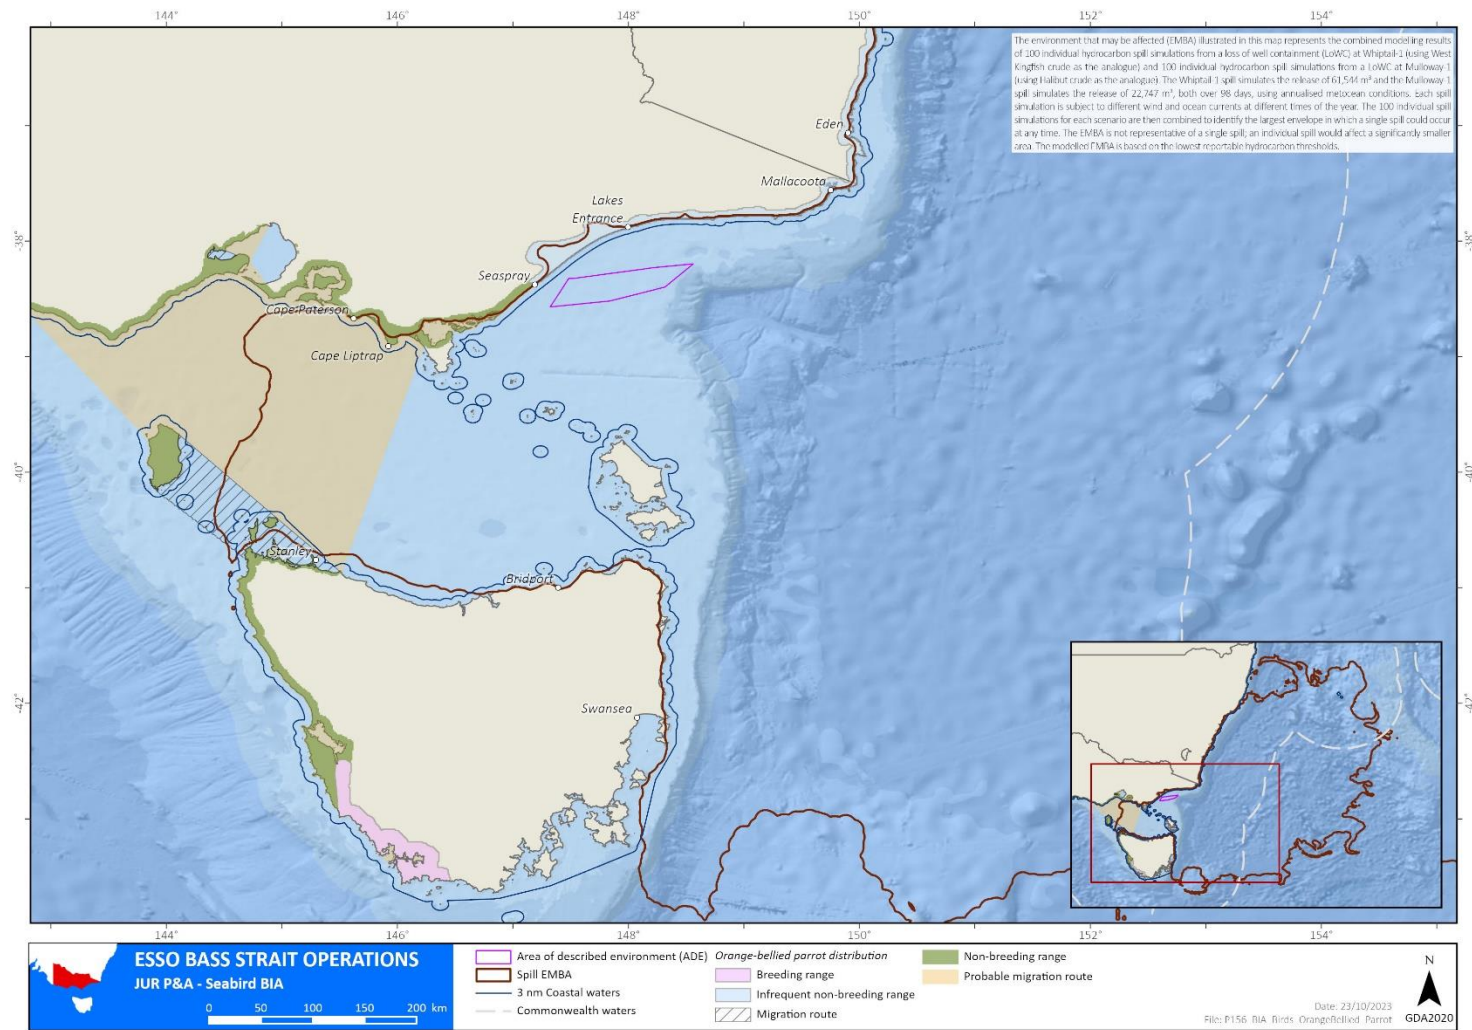 144° 146° 148° 150° 152° 154°
The environment that may be affected (EMBA) illustrated in this map represents the combined modelling results
of 100 individual hydrocarbon spill simulations from a loss of well containment (LoWC) at Whiptail-1 (using West
Kingfish crude as the analogue) and 100 individual hydrocarbon spill simulations from a LoWC at Mulloway-1
(using Halibut crude as the analogue). The Whiptail-1 spill simulates the release of 61,544 m³ and the Mulloway-1
spill simulates the release of 22,747 m³, both over 98 days, using annualised metocean conditions. Each spill
simulation is subject to different wind and ocean currents at different times of the year. The 100 individual spill
simulations for each scenario are then combined to identify the largest envelope in which a single spill could occur
at any time. The EMBA is not representative of a single spill; an individual spill would affect a significantly smaller
area. The modelled EMBA is based on the lowest reportable hydrocarbon thresholds.
Eden
Mallacoota
Lakes
Entrance
-38° -38°
Seaspray
Cape Paterson
Cape Liptrap
-40° -40°
Stanley
Bridport
-42° -42°
Swansea
144° 146° 148° 150° 152° 154°
ESSO BASS STRAIT OPERATIONS
JUR P&A - Seabird BIA
0 50 100 150 200 km
Area of described environment (ADE)
Spill EMBA
3 nm Coastal waters
Commonwealth waters
Orange-bellied parrot distribution
Breeding range
Infrequent non-breeding range
Migration route
Non-breeding range
Probable migration route
N
GDA2020
Date: 23/10/2023
File: P156_BIA_Birds_OrangeBellied_Parrot